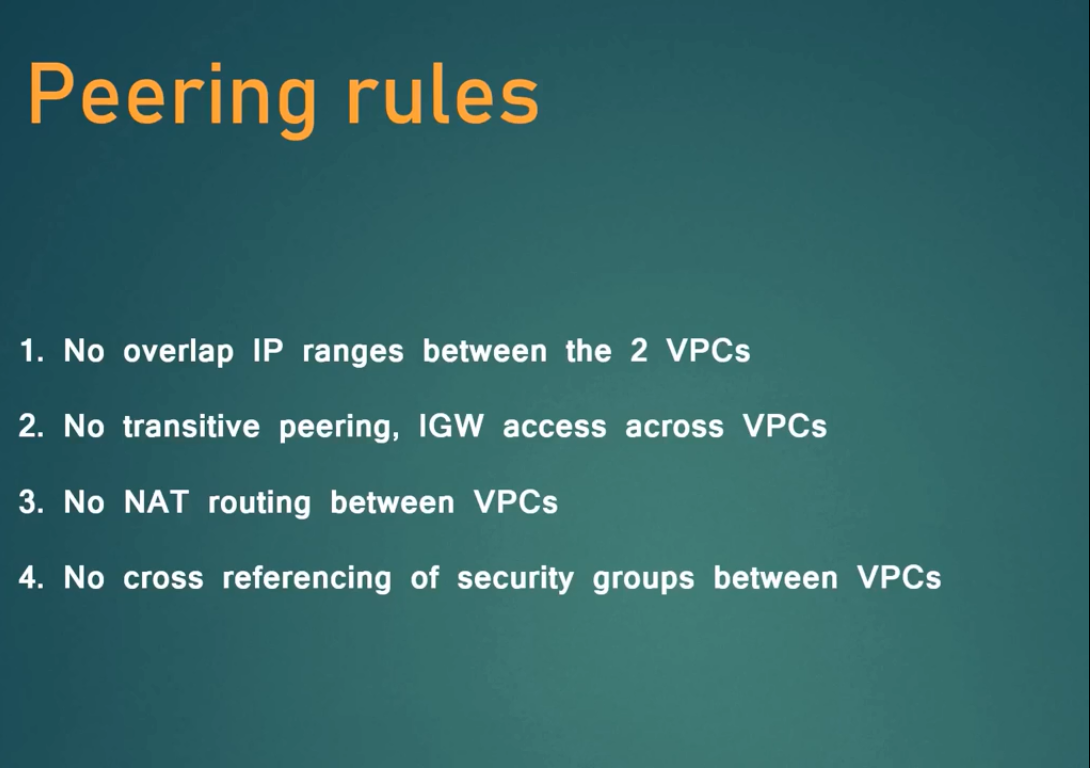 Peering rules
1. No overlap IP ranges between the 2 VPCs
2. No transitive peering, IGW access across VPCs
3. No NAT routing between VPCs
4. No cross referencing of security groups between VPCs